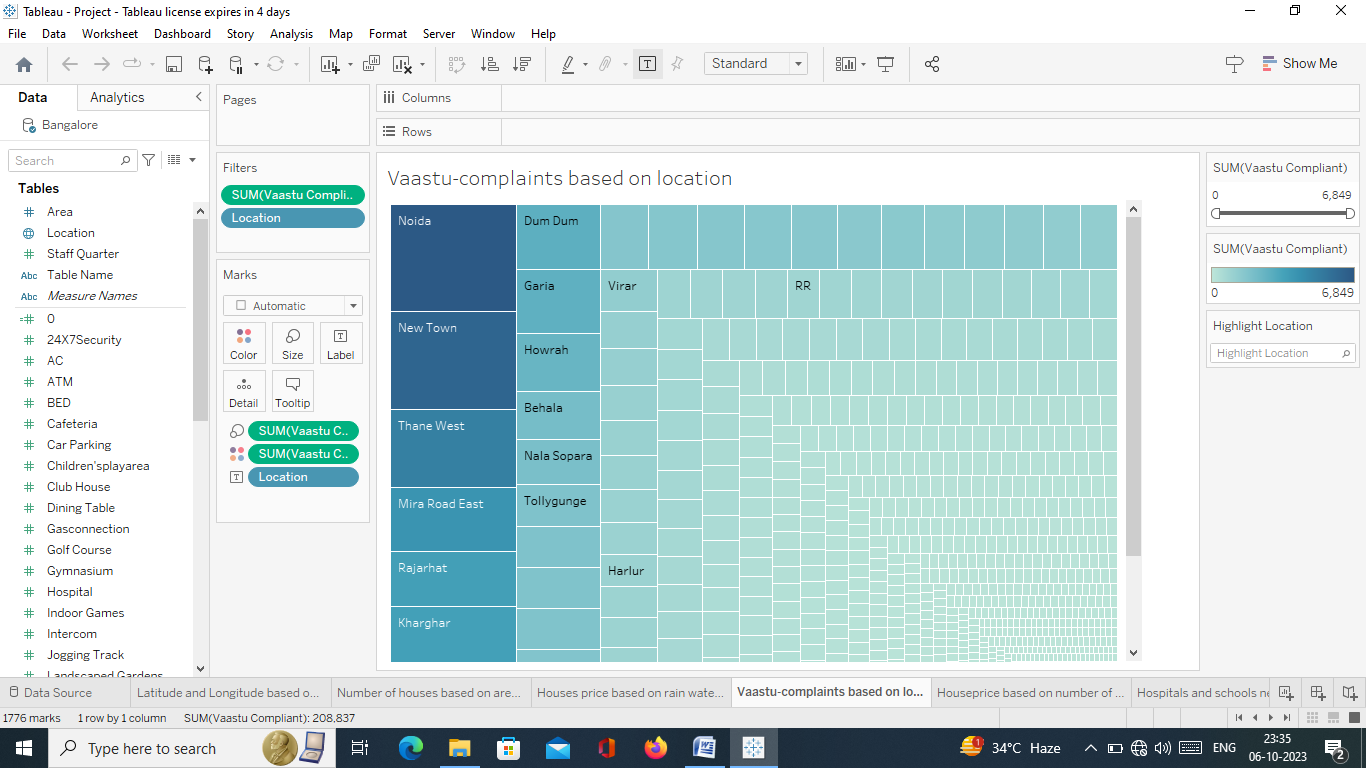 Tableau - Project - Tableau license expires in 4 days
File Data Worksheet Dashboard Story Analysis Map Format Server Window Help
Standard
Show Me
Data Analytics
Bangalore
Search
Tables
Area
Location
Staff Quarter
Abc Table Name
Abc Measure Names
0
24X7Security
AC
ATM
BED
Cafeteria
Car Parking
Children'splayarea
Club House
Dining Table
Gasconnection
Golf Course
Gymnasium
Hospital
Indoor Games
Intercom
Jogging Track
Landscaped Gardens
Pages
Filters
SUM(Vaastu Compli..
Location
Marks
Automatic
Color Size Label
Detail Tooltip
SUM(Vaastu C..
SUM(Vaastu C..
Location
Columns
Rows
Vaastu-complaints based on location
Noida
New Town
Thane West
Mira Road East
Rajarhat
Kharghar
Dum Dum
Garia
Howrah
Behala
Nala Sopara
Tollygunge
Virar
Harlur
RR
SUM(Vaastu Compliant)
0 6,849
SUM(Vaastu Compliant)
0 6,849
Highlight Location
Highlight Location
Data Source Latitude and Longitude based o... Number of houses based on are... Houses price based on rain wate... Vaastu-complaints based on lo... Houseprice based on number of ... Hospitals and schools ne
1776 marks 1 row by 1 column SUM(Vaastu Compliant): 208,837
Type here to search
1
34°C Haze
ENG
23:35
06-10-2023
2